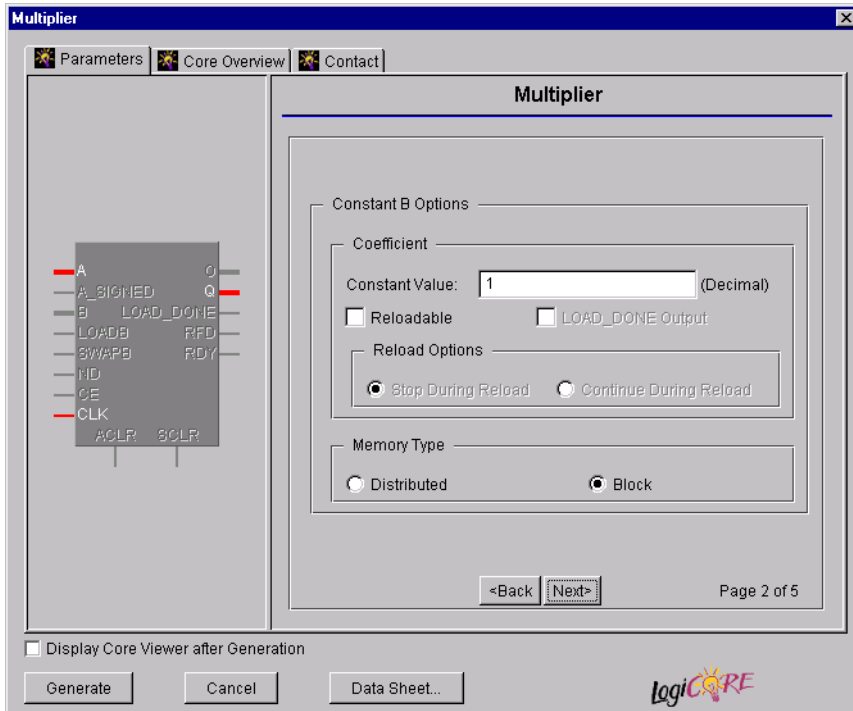 Multiplier
Parameters Core Overview Contact
Multiplier
Constant B Options
Coefficient
Constant Value: 1 (Decimal)
Reloadable LOAD_DONE Output
Reload Options
Stop During Reload Continue During Reload
Memory Type
Distributed Block
A O
A_SIGNED Q
B LOAD_DONE
LOADB RFD
SWAPB RDY
ND
CE
CLK
ACLR SCLR
<Back Next> Page 2 of 5
Display Core Viewer after Generation
Generate Cancel Data Sheet... LogiCORE